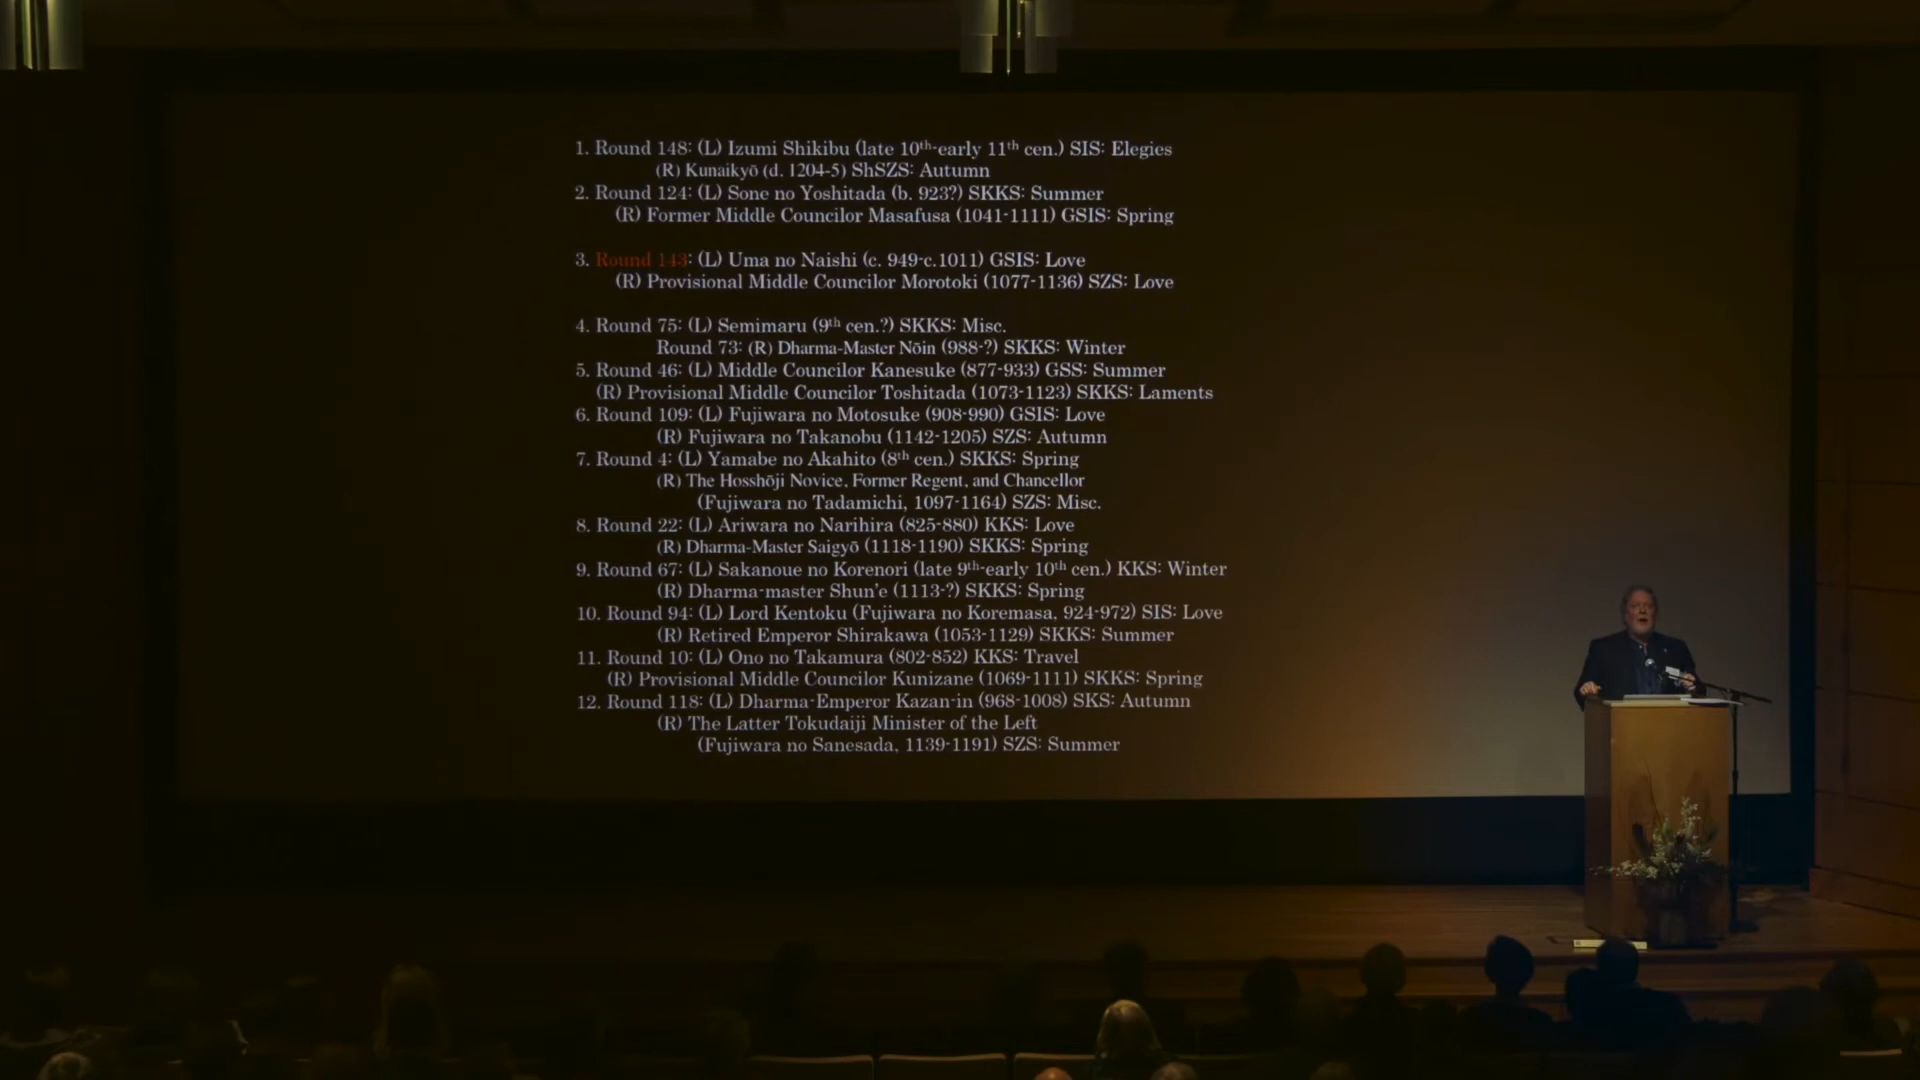 1. Round 148: (L) Izumi Shikibu (late 10th-early 11th cen.) SIS: Elegies
(R) Kunaikyō (d. 1204-5) ShSZS: Autumn
2. Round 124: (L) Sone no Yoshitada (b. 923?) SKKS: Summer
(R) Former Middle Councilor Masafusa (1041-1111) GSIS: Spring
3. Round 143: (L) Uma no Naishi (c. 949-c.1011) GSIS: Love
(R) Provisional Middle Councilor Morotoki (1077-1136) SZS: Love
4. Round 75: (L) Semimaru (9th cen.?) SKKS: Misc.
Round 73: (R) Dharma-Master Nōin (988-?) SKKS: Winter
5. Round 46: (L) Middle Councilor Kanesuke (877-933) GSS: Summer
(R) Provisional Middle Councilor Toshitada (1073-1123) SKKS: Laments
6. Round 109: (L) Fujiwara no Motosuke (908-990) GSIS: Love
(R) Fujiwara no Takanobu (1142-1205) SZS: Autumn
7. Round 4: (L) Yamabe no Akahito (8th cen.) SKKS: Spring
(R) The Hosshōji Novice, Former Regent, and Chancellor
(Fujiwara no Tadamichi, 1097-1164) SZS: Misc.
8. Round 22: (L) Ariwara no Narihira (825-880) KKS: Love
(R) Dharma-Master Saigyō (1118-1190) SKKS: Spring
9. Round 67: (L) Sakanoue no Korenori (late 9th-early 10th cen.) KKS: Winter
(R) Dharma-master Shun'e (1113-?) SKKS: Spring
10. Round 94: (L) Lord Kentoku (Fujiwara no Koremasa, 924-972) SIS: Love
(R) Retired Emperor Shirakawa (1053-1129) SKKS: Summer
11. Round 10: (L) Ono no Takamura (802-852) KKS: Travel
(R) Provisional Middle Councilor Kunizane (1069-1111) SKKS: Spring
12. Round 118: (L) Dharma-Emperor Kazan-in (968-1008) SKS: Autumn
(R) The Latter Tokudaiji Minister of the Left
(Fujiwara no Sanesada, 1139-1191) SZS: Summer